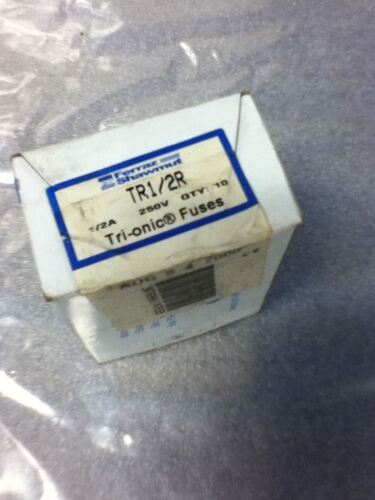 Ferraz
Shawmut
TR1/2R
1/2A 250V QTY: 10
Tri-onic® Fuses